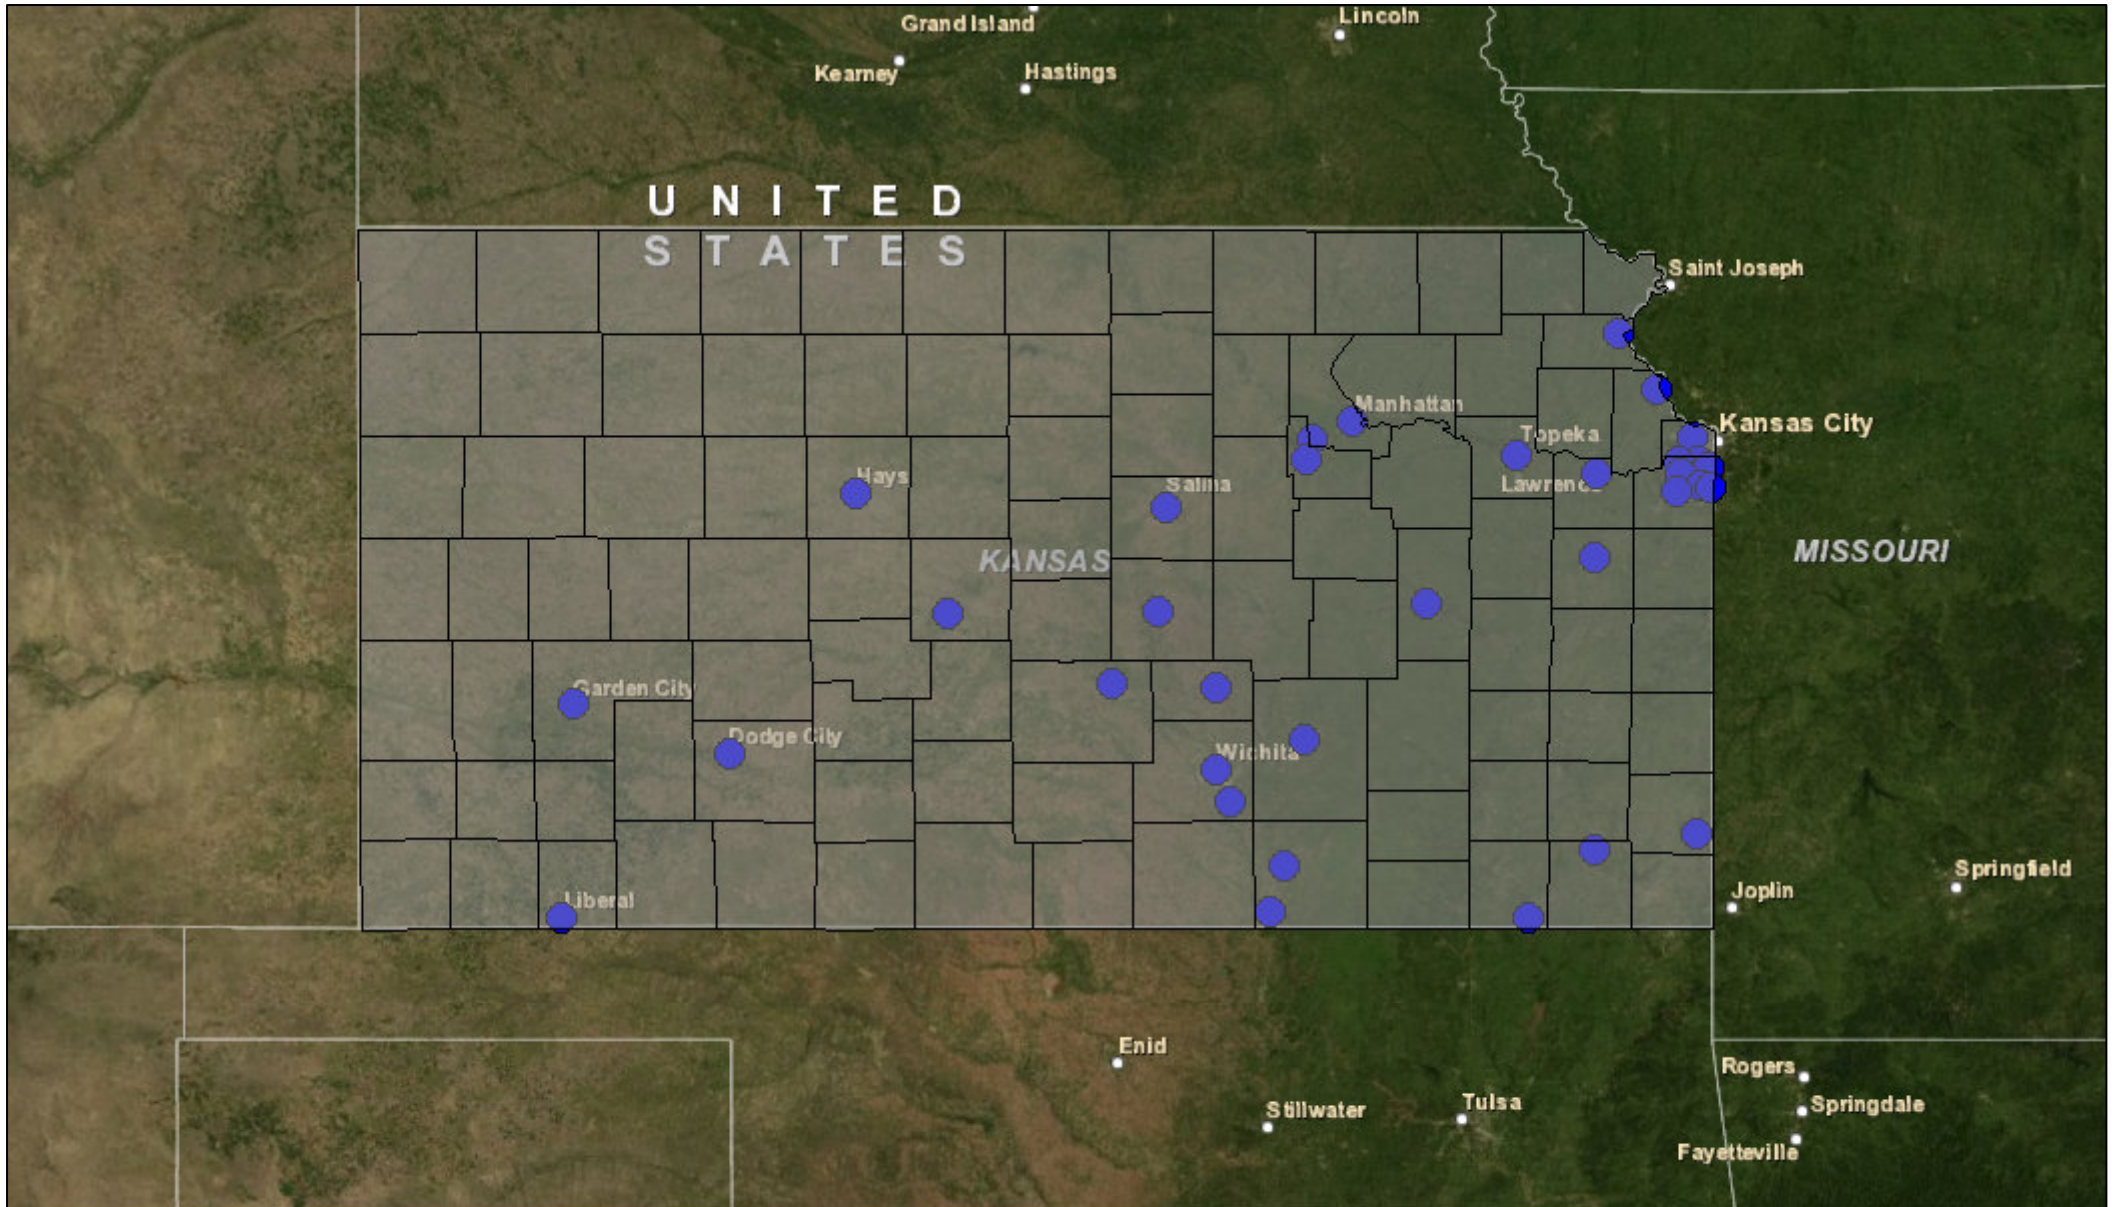 Grand Island
Lincoln
Kearney
Hastings
UNITED
STATES
Saint Joseph
Manhattan
Kansas City
Topeka
Hays
Salina
Lawrence
KANSAS
MISSOURI
Garden City
Dodge City
Wichita
Liberal
Joplin
Springfield
Enid
Rogers
Stillwater
Tulsa
Springdale
Fayetteville